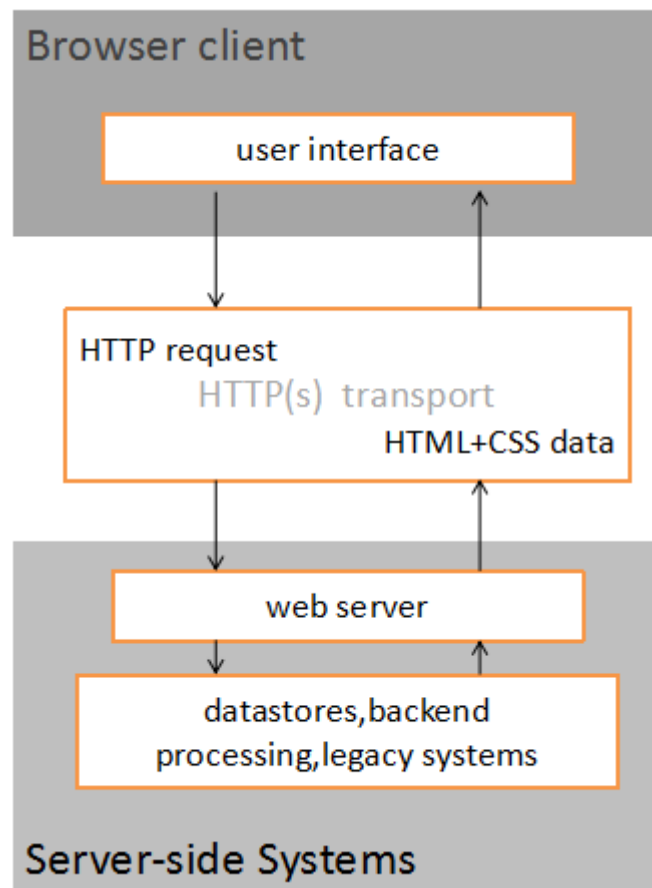 Browser client
user interface
HTTP request
HTTP(s) transport
HTML+CSS data
web server
datastores,backend
processing,legacy systems
Server-side Systems